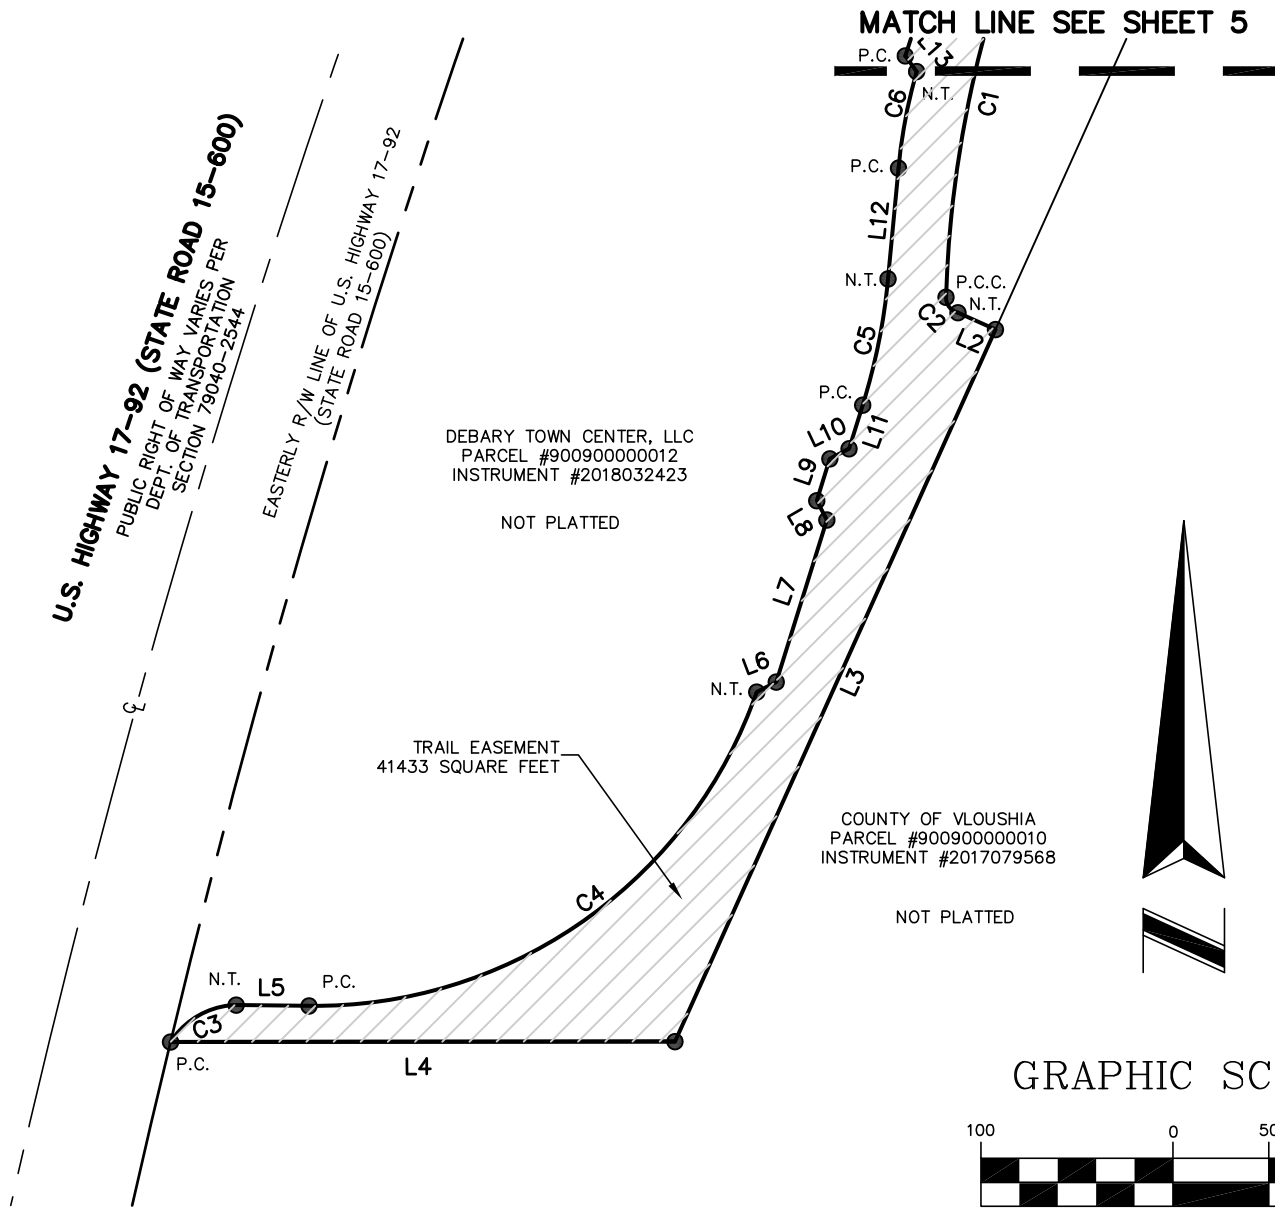 MATCH LINE SEE SHEET 5
P.C.
L13
N.T.
C6
C1
P.C.
L12
N.T.
P.C.C.
N.T.
C2
L2
C5
P.C.
L11
L10
L9
L8
U.S. HIGHWAY 17-92 (STATE ROAD 15-600)
PUBLIC RIGHT OF WAY VARIES PER
DEPT. OF TRANSPORTATION
SECTION 79040-2544
EASTERLY R/W LINE OF U.S. HIGHWAY 17-92
(STATE ROAD 15-600)
DEBARY TOWN CENTER, LLC
PARCEL #900900000012
INSTRUMENT #2018032423
NOT PLATTED
L7
L6
N.T.
L3
CL
TRAIL EASEMENT
41433 SQUARE FEET
COUNTY OF VLOUSHIA
PARCEL #900900000010
INSTRUMENT #2017079568
NOT PLATTED
N
C4
N.T.
L5
P.C.
C3
P.C.
L4
GRAPHIC SC
100
0
50